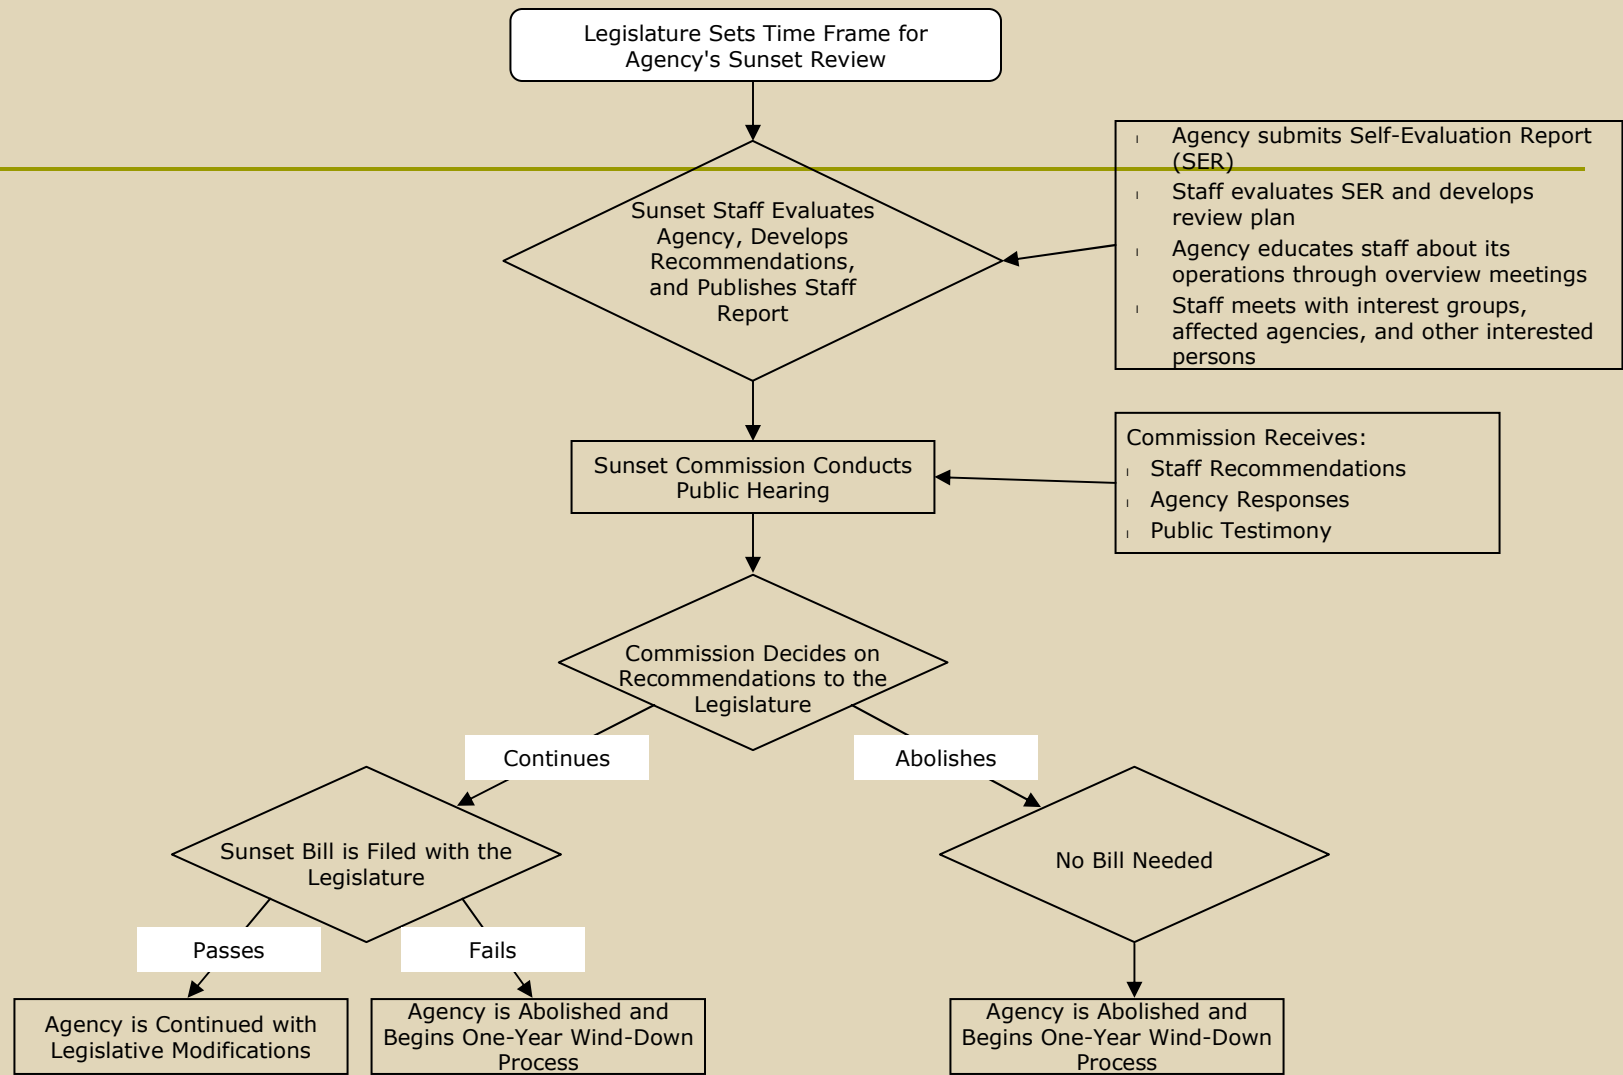 Legislature Sets Time Frame for
Agency's Sunset Review
Agency submits Self-Evaluation Report
(SER)
Staff evaluates SER and develops
review plan
Agency educates staff about its
operations through overview meetings
Staff meets with interest groups,
affected agencies, and other interested
persons
Sunset Staff Evaluates
Agency, Develops
Recommendations,
and Publishes Staff
Report
Sunset Commission Conducts
Public Hearing
Commission Receives:
Staff Recommendations
Agency Responses
Public Testimony
Commission Decides on
Recommendations to the
Legislature
Continues
Abolishes
Sunset Bill is Filed with the
Legislature
No Bill Needed
Passes
Fails
Agency is Continued with
Legislative Modifications
Agency is Abolished and
Begins One-Year Wind-Down
Process
Agency is Abolished and
Begins One-Year Wind-Down
Process